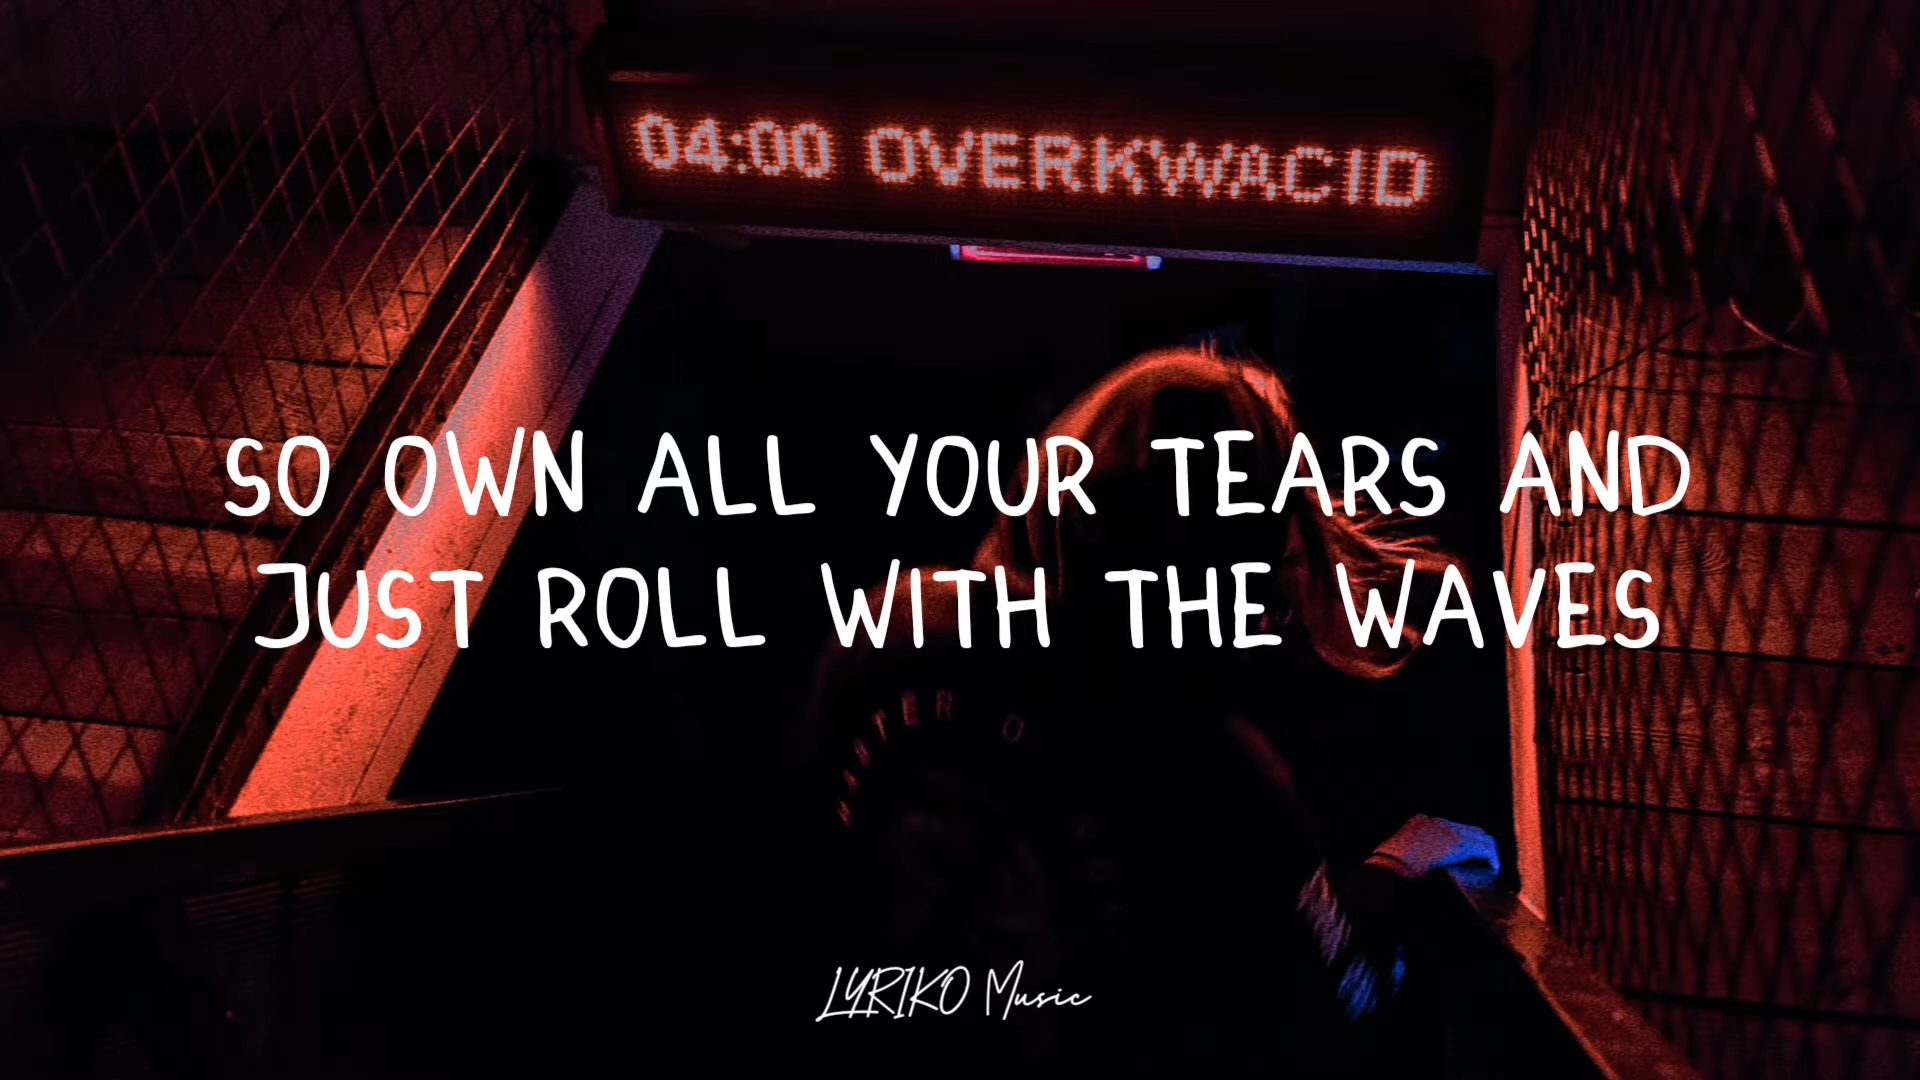 04:00 OVERKWACID
SO OWN ALL YOUR TEARS AND
JUST ROLL WITH THE WAVES
LYRIKO Music